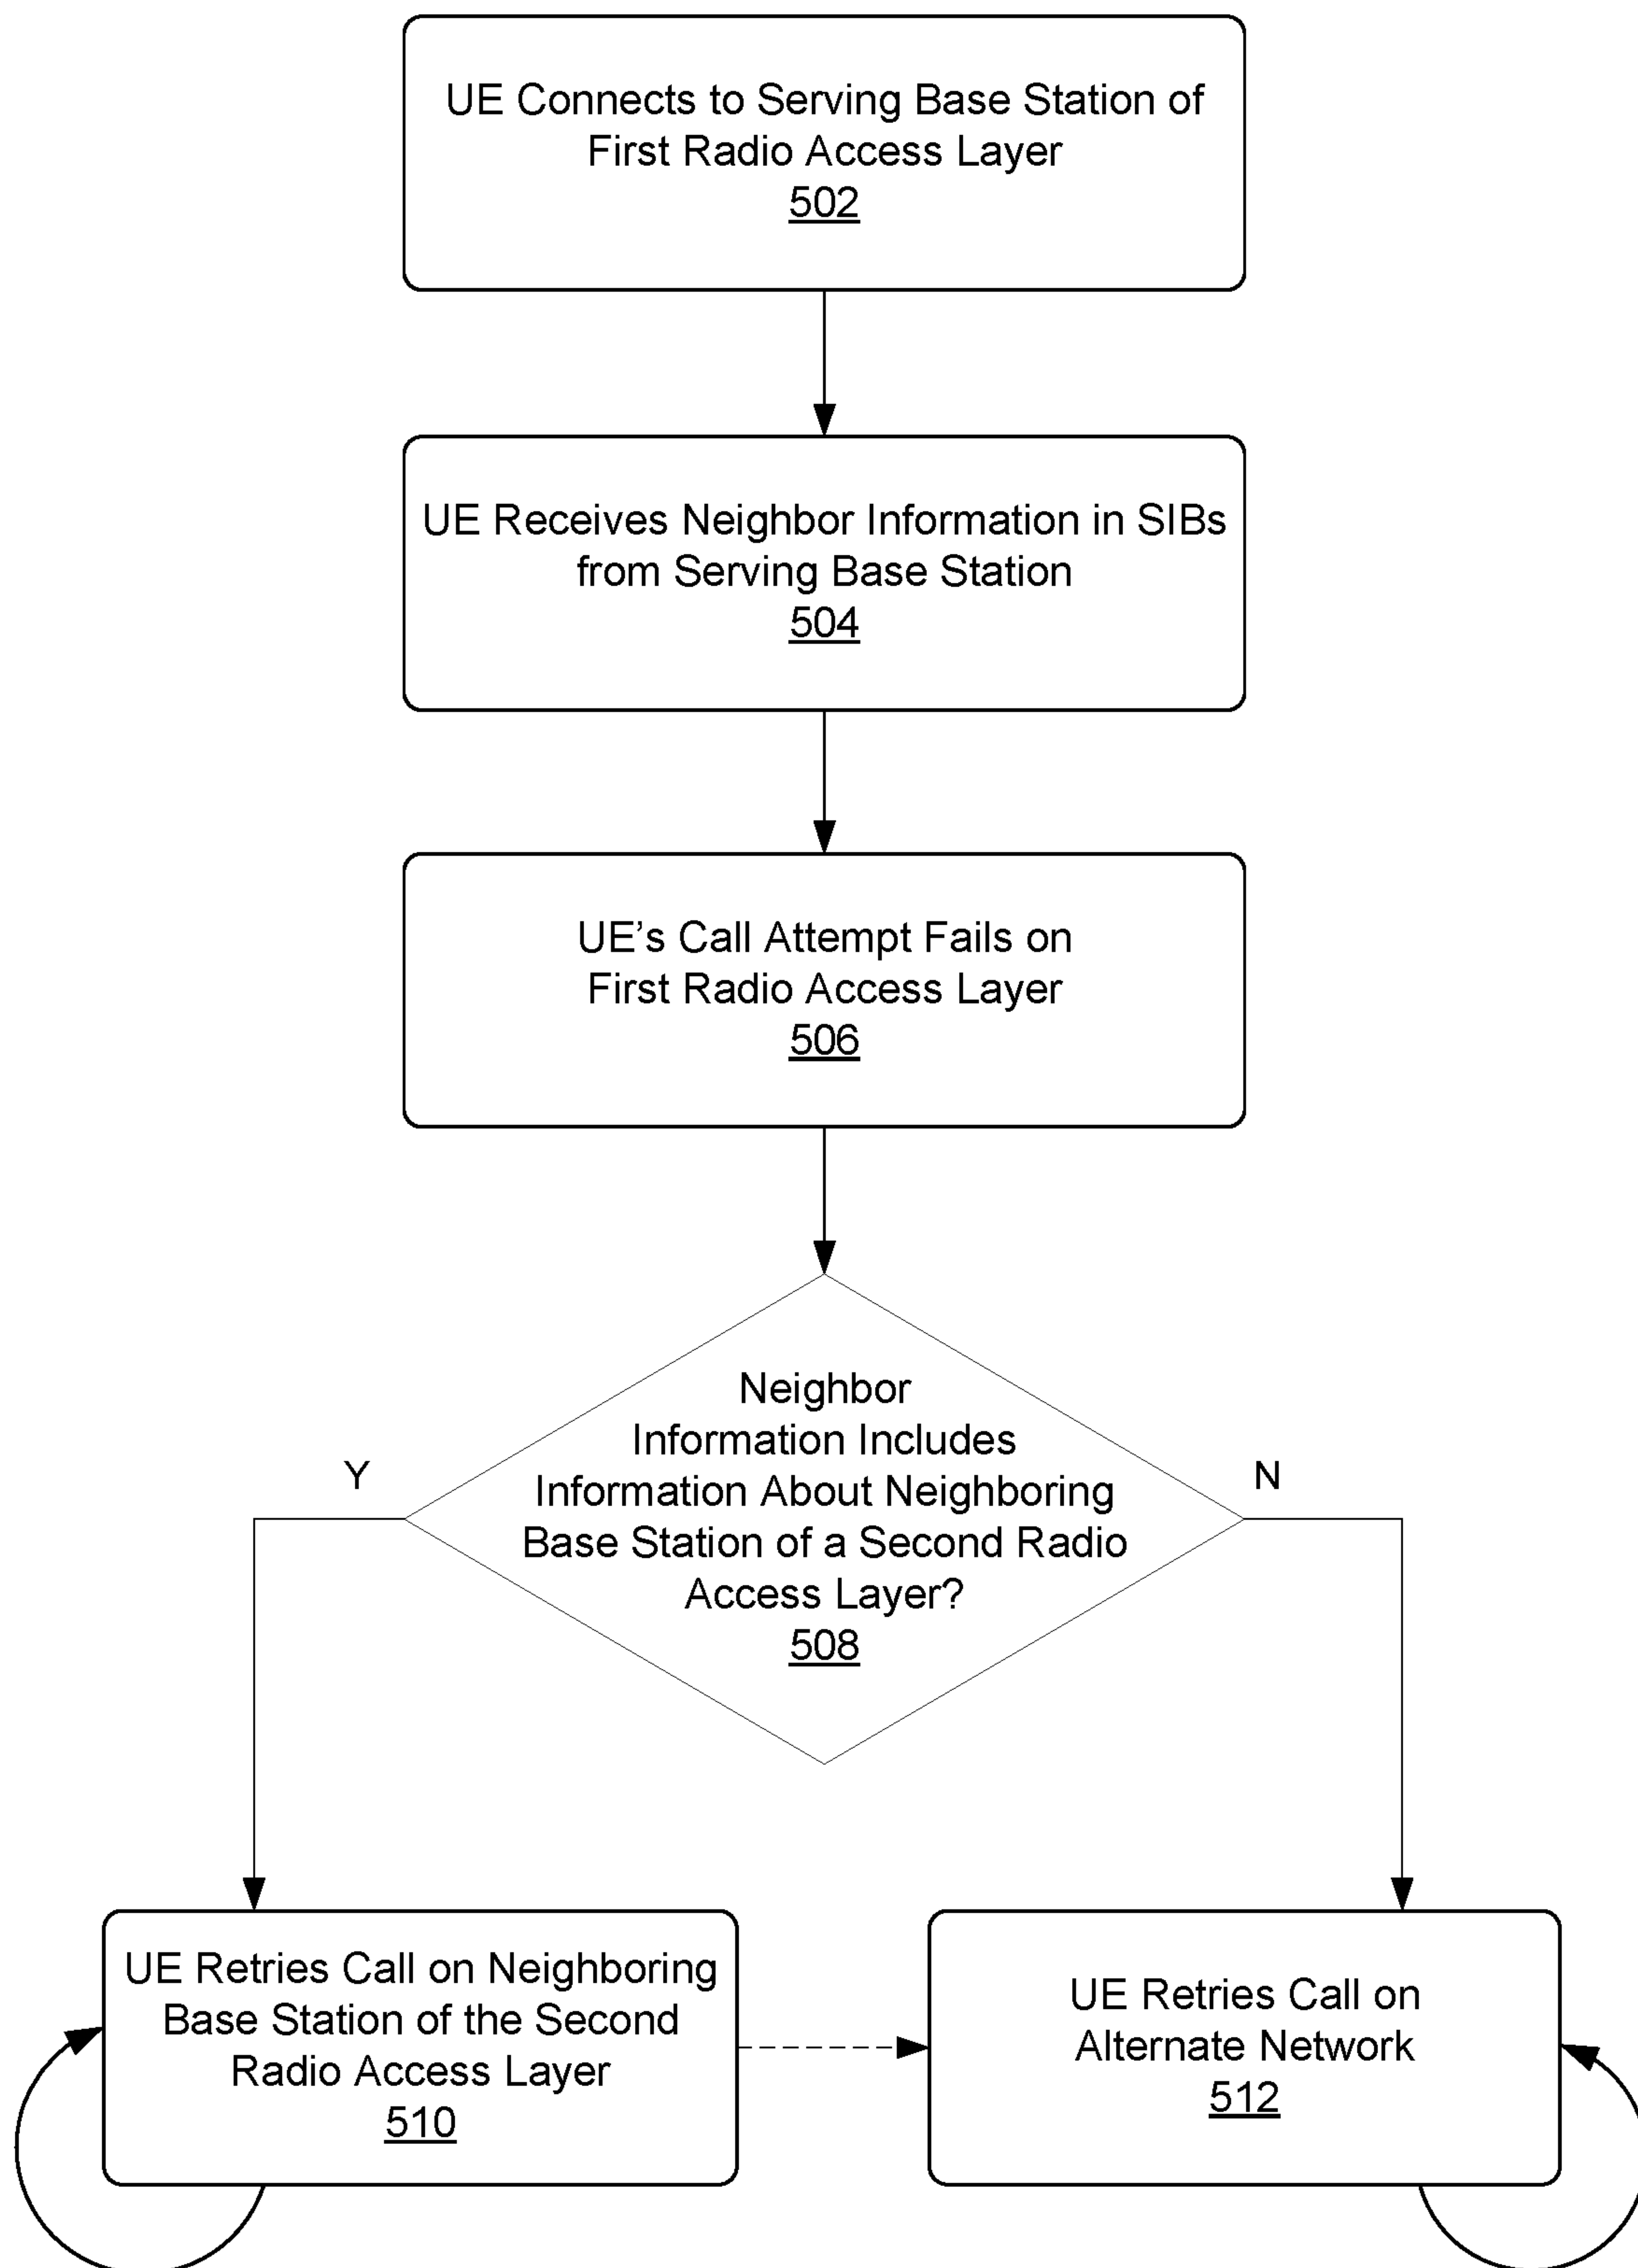 UE Connects to Serving Base Station of
First Radio Access Layer
502
UE Receives Neighbor Information in SIBs
from Serving Base Station
504
UE’s Call Attempt Fails on
First Radio Access Layer
506
Neighbor
Information Includes
Information About Neighboring
Base Station of a Second Radio
Access Layer?
508
Y
N
UE Retries Call on Neighboring
Base Station of the Second
Radio Access Layer
510
UE Retries Call on
Alternate Network
512